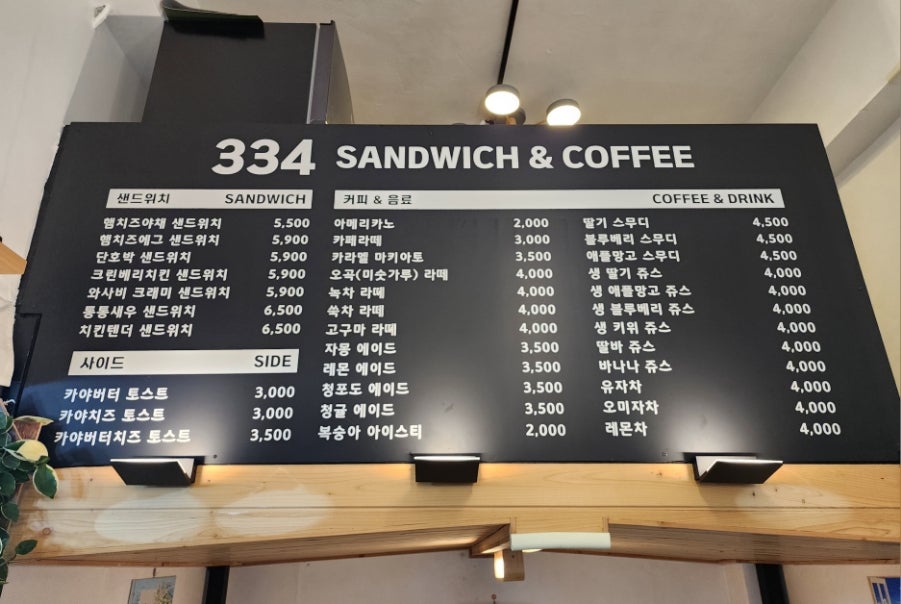 334 SANDWICH & COFFEE
샌드위치 SANDWICH
햄치즈야채 샌드위치 5,500
햄치즈에그 샌드위치 5,900
단호박 샌드위치 5,900
크린베리치킨 샌드위치 5,900
와사비 크래미 샌드위치 5,900
통통새우 샌드위치 6,500
치킨텐더 샌드위치 6,500
사이드 SIDE
카야버터 토스트 3,000
카야치즈 토스트 3,000
카야버터치즈 토스트 3,500
커피 & 음료 COFFEE & DRINK
아메리카노 2,000
카페라떼 3,000
카라멜 마키아토 3,500
오곡(미숫가루) 라떼 4,000
녹차 라떼 4,000
쑥차 라떼 4,000
고구마 라떼 4,000
자몽 에이드 3,500
레몬 에이드 3,500
청포도 에이드 3,500
청귤 에이드 3,500
복숭아 아이스티 2,000
딸기 스무디 4,500
블루베리 스무디 4,500
애플망고 스무디 4,500
생 딸기 쥬스 4,000
생 애플망고 쥬스 4,000
생 블루베리 쥬스 4,000
생 키위 쥬스 4,000
딸바 쥬스 4,000
바나나 쥬스 4,000
유자차 4,000
오미자차 4,000
레몬차 4,000